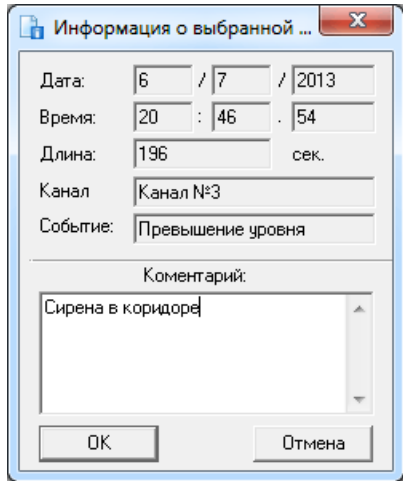 Информация о выбранной ...
Дата: 6 / 7 / 2013
Время: 20 : 46 . 54
Длина: 196 сек.
Канал Канал №3
Событие: Превышение уровня
Коментарий:
Сирена в коридоре
OK Отмена